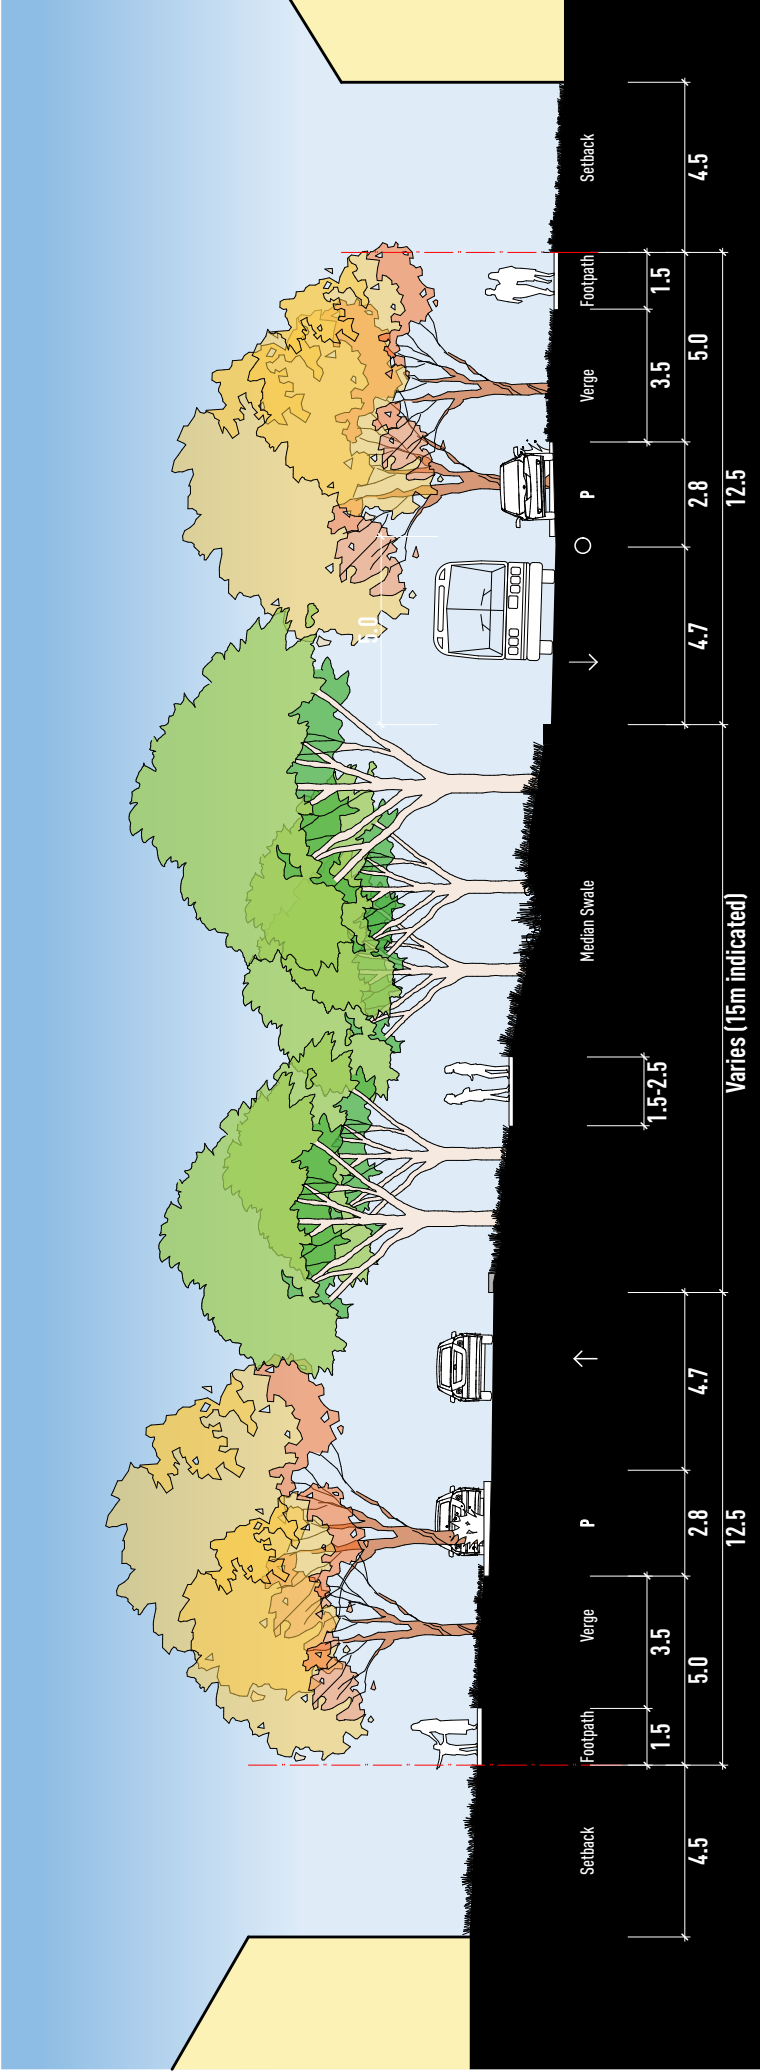 5.0
Setback Footpath Verge P Median Swale P Verge Footpath Setback
1.5 3.5 1.5-2.5 3.5 1.5
4.5 5.0 2.8 4.7 4.7 2.8 5.0 4.5
12.5 Varies (15m indicated) 12.5